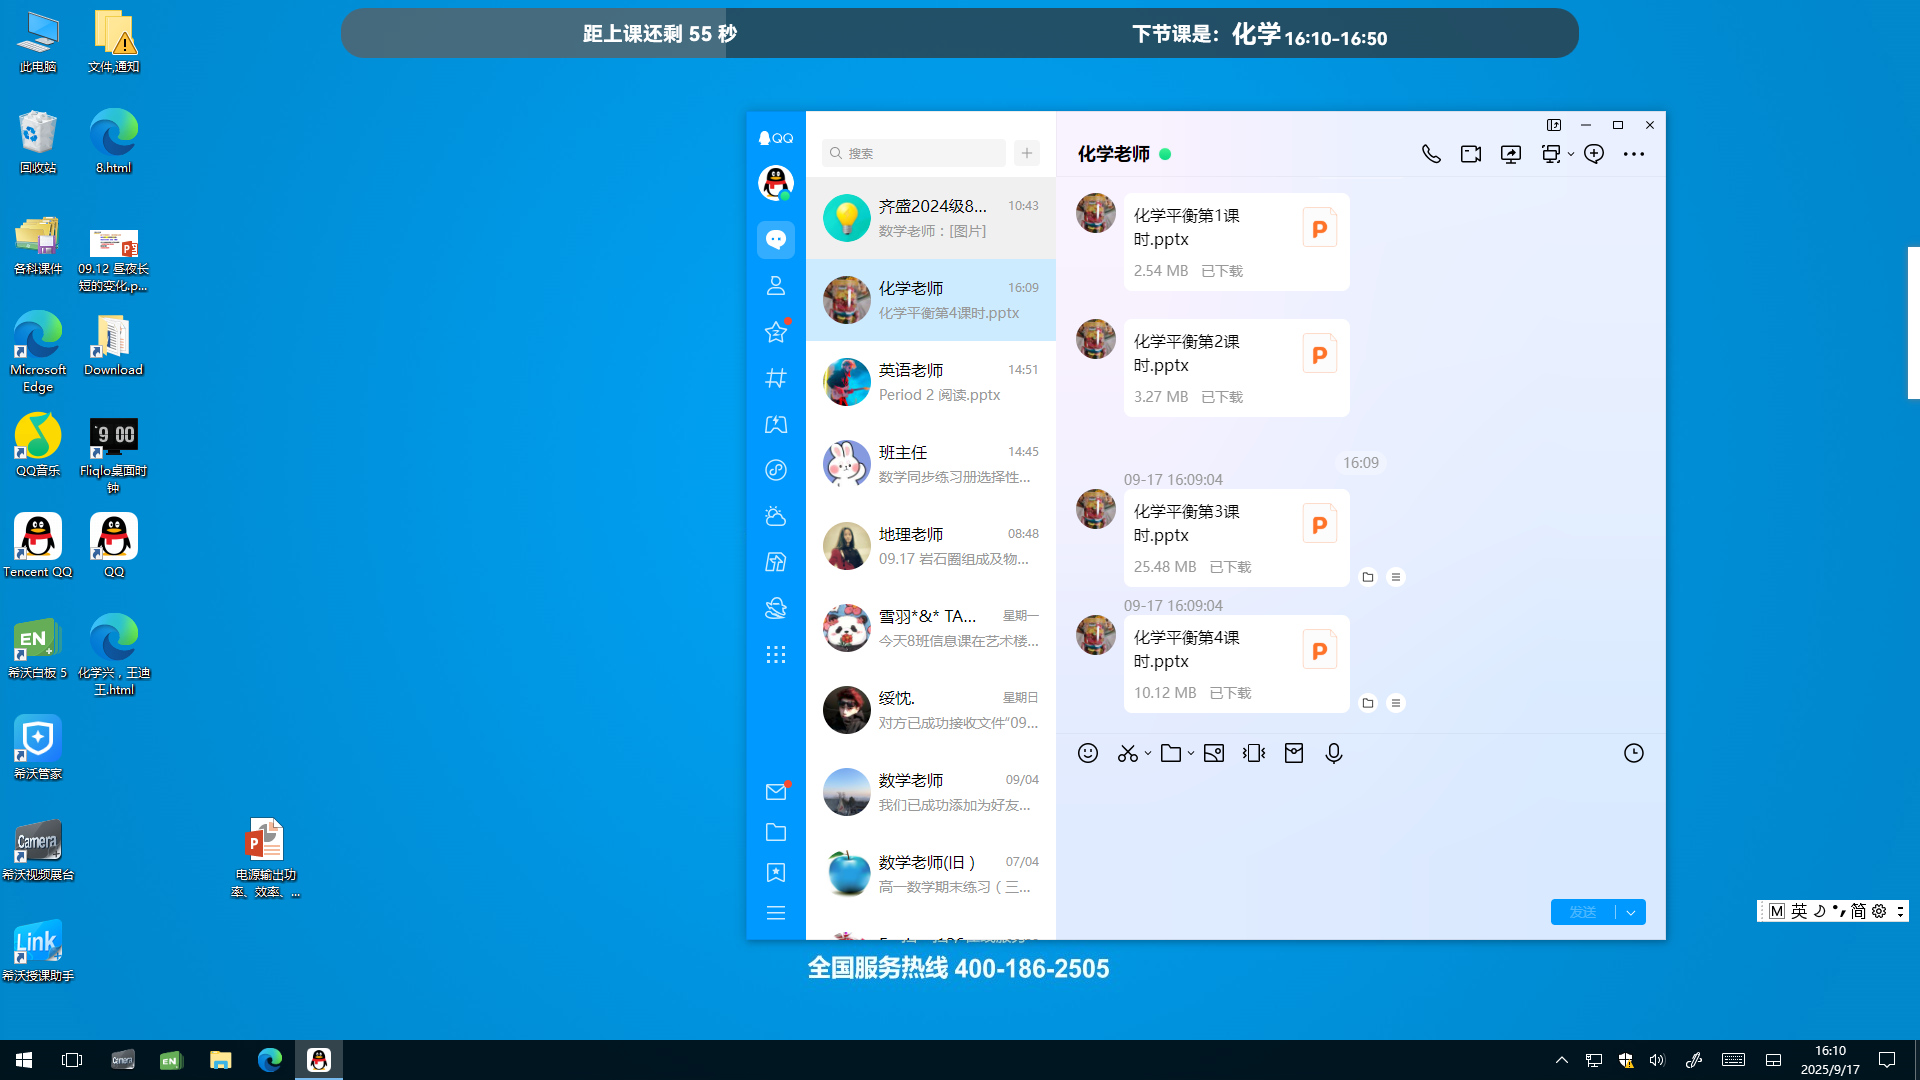 距上课还剩 55 秒
下节课是：化学 16:10-16:50
此电脑
文件,通知
回收站
8.html
各科课件
09.12 昼夜长
短的变化.p...
Microsoft
Edge
Download
QQ音乐
9 00
Fliqlo桌面时
钟
Tencent QQ
QQ
EN
希沃白板 5
化学兴，王迪
王.html
希沃管家
Camera
希沃视频展台
电源输出功
率、效率、...
Link
希沃授课助手
QQ
搜索
齐盛2024级8...
10:43
数学老师：[图片]
化学老师
16:09
化学平衡第4课时.pptx
英语老师
14:51
Period 2 阅读.pptx
班主任
14:45
数学同步练习册选择性...
地理老师
08:48
09.17 岩石圈组成及物...
雪羽*&* TA...
星期一
今天8班信息课在艺术楼...
绥忱.
星期日
对方已成功接收文件"09...
数学老师
09/04
我们已成功添加为好友...
数学老师(旧 )
07/04
高一数学期末练习（三...
化学老师
化学平衡第1课
时.pptx
2.54 MB 已下载
化学平衡第2课
时.pptx
3.27 MB 已下载
16:09
09-17 16:09:04
化学平衡第3课
时.pptx
25.48 MB 已下载
09-17 16:09:04
化学平衡第4课
时.pptx
10.12 MB 已下载
发送
全国服务热线 400-186-2505
M 英 简
Camera
EN
16:10
2025/9/17